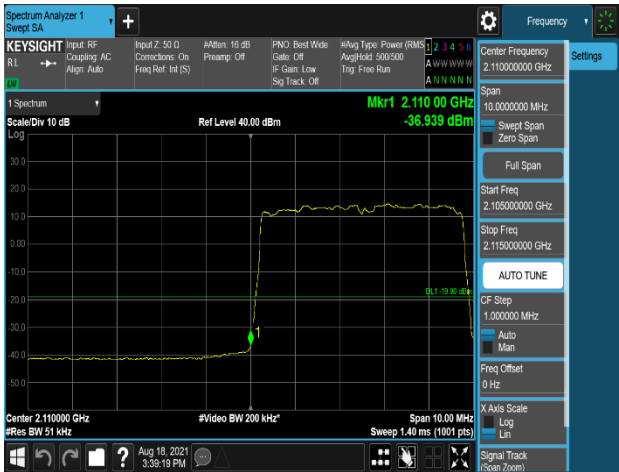 Spectrum Analyzer 1
Swept SA
Frequency
KEYSIGHT
Input: RF
Input Z: 50 Ω
#Atten: 16 dB
PNO: Best Wide
#Avg Type: Power (RMS
1 2 3 4 5 6
R L
Coupling: AC
Corrections: On
Preamp: Off
Gate: Off
Avg|Hold: 500/500
A WW W W W
Align: Auto
Freq Ref: Int (S)
IF Gain: Low
Trig: Free Run
Sig Track: Off
A N N N N N
LXI
1 Spectrum
Mkr1 2.110 00 GHz
Scale/Div 10 dB
Ref Level 40.00 dBm
-36.939 dBm
Log
30.0
20.0
10.0
0.00
-10.0
DL1 -19.00 dBm
-20.0
-30.0
1
-40.0
-50.0
Center 2.110000 GHz
#Video BW 200 kHz*
Span 10.00 MHz
#Res BW 51 kHz
Sweep 1.40 ms (1001 pts)
Aug 18, 2021
3:39:19 PM
Center Frequency
2.110000000 GHz
Settings
Span
10.0000000 MHz
Swept Span
Zero Span
Full Span
Start Freq
2.105000000 GHz
Stop Freq
2.115000000 GHz
AUTO TUNE
CF Step
1.000000 MHz
Auto
Man
Freq Offset
0 Hz
X Axis Scale
Log
Lin
Signal Track
(Span Zoom)